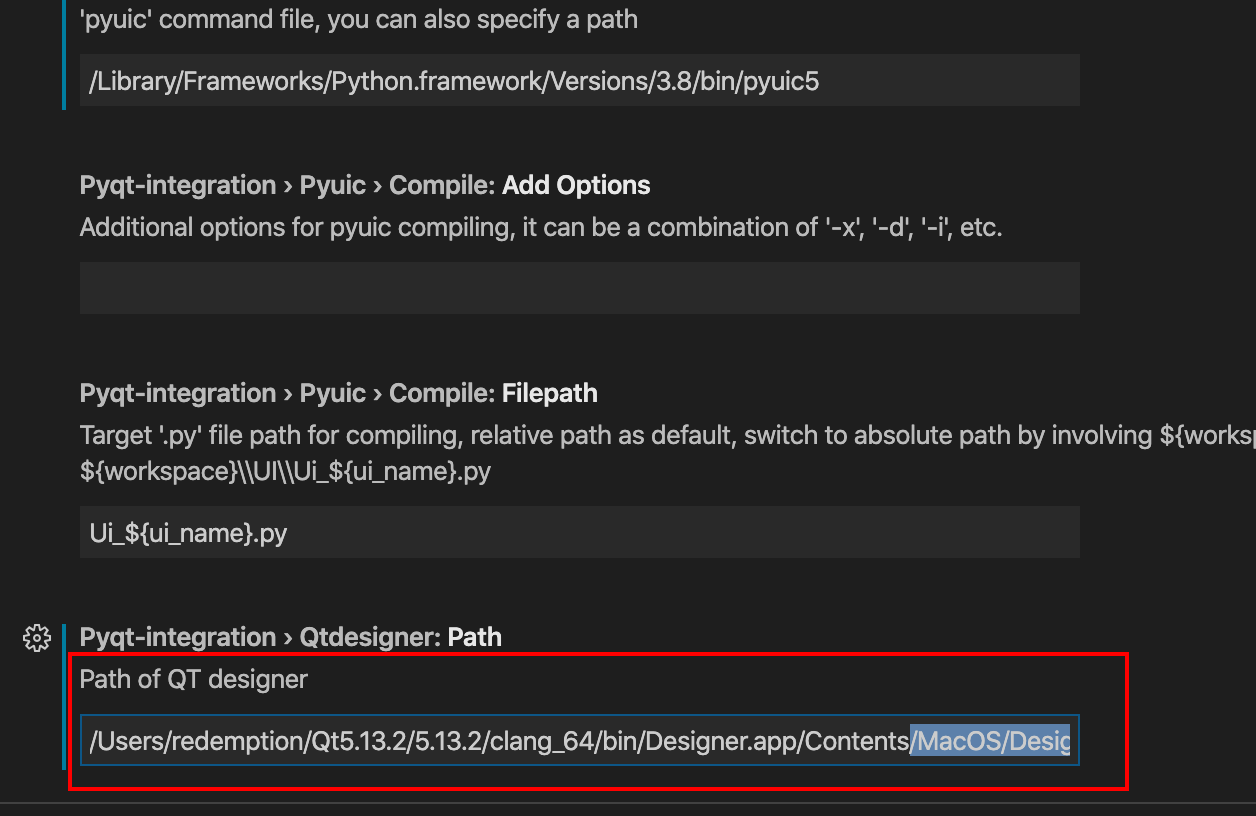 'pyuic' command file, you can also specify a path
/Library/Frameworks/Python.framework/Versions/3.8/bin/pyuic5
Pyqt-integration › Pyuic › Compile: Add Options
Additional options for pyuic compiling, it can be a combination of '-x', '-d', '-i', etc.
Pyqt-integration › Pyuic › Compile: Filepath
Target '.py' file path for compiling, relative path as default, switch to absolute path by involving ${worksp
${workspace}\\UI\\Ui_${ui_name}.py
Ui_${ui_name}.py
Pyqt-integration › Qtdesigner: Path
Path of QT designer
/Users/redemption/Qt5.13.2/5.13.2/clang_64/bin/Designer.app/Contents/MacOS/Desig